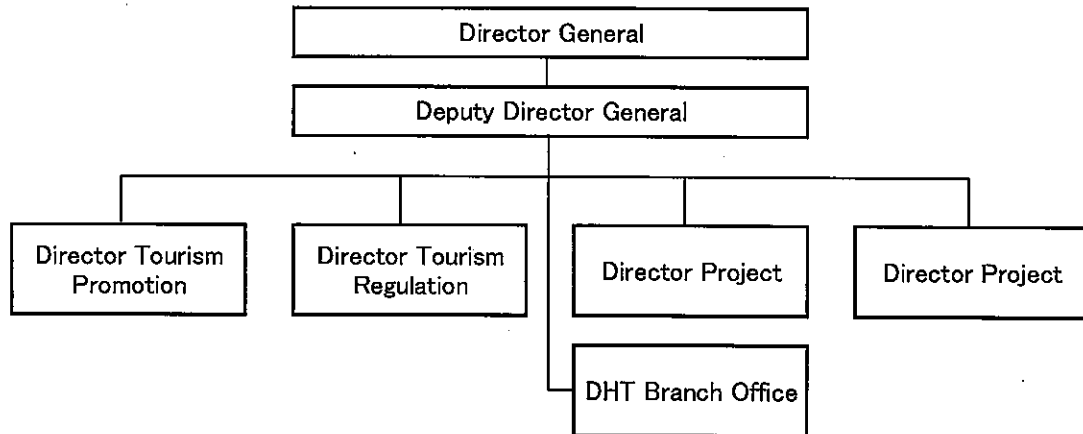 Director General
Deputy Director General
Director Tourism
Promotion
Director Tourism
Regulation
Director Project
Director Project
DHT Branch Office